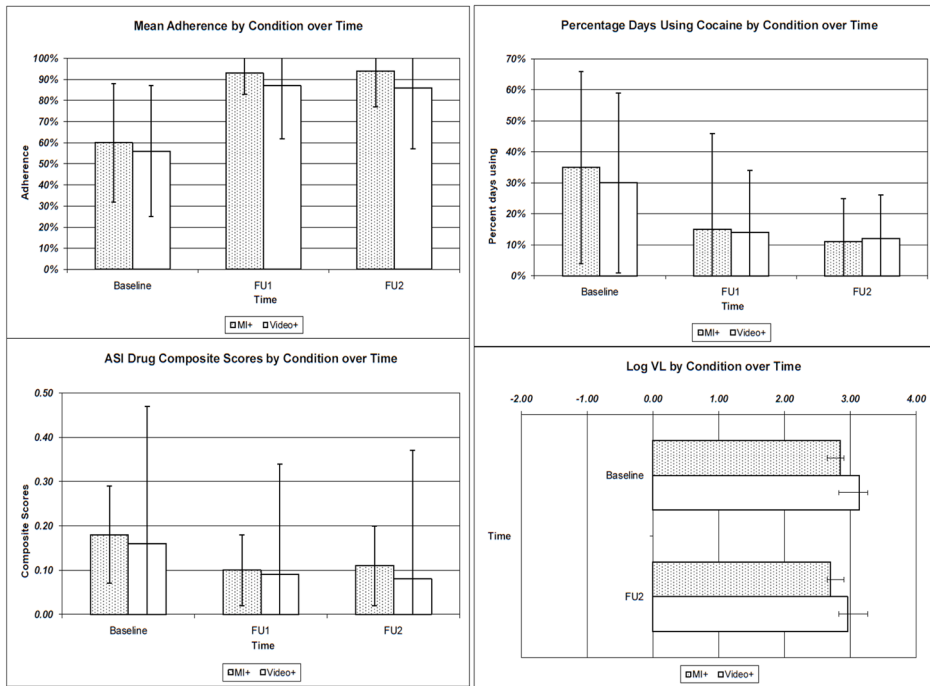 Mean Adherence by Condition over Time
100%
90%
80%
70%
60%
50%
40%
30%
20%
10%
0%
Adherence
Baseline FU1 FU2
Time
MI+ Video+
Percentage Days Using Cocaine by Condition over Time
70%
60%
50%
40%
30%
20%
10%
0%
Percent days using
Baseline FU1 FU2
Time
MI+ Video+
ASI Drug Composite Scores by Condition over Time
0.50
0.40
0.30
0.20
0.10
0.00
Composite Scores
Baseline FU1 FU2
Time
MI+ Video+
Log VL by Condition over Time
-2.00 -1.00 0.00 1.00 2.00 3.00 4.00
Baseline
Time
FU2
MI+ Video+